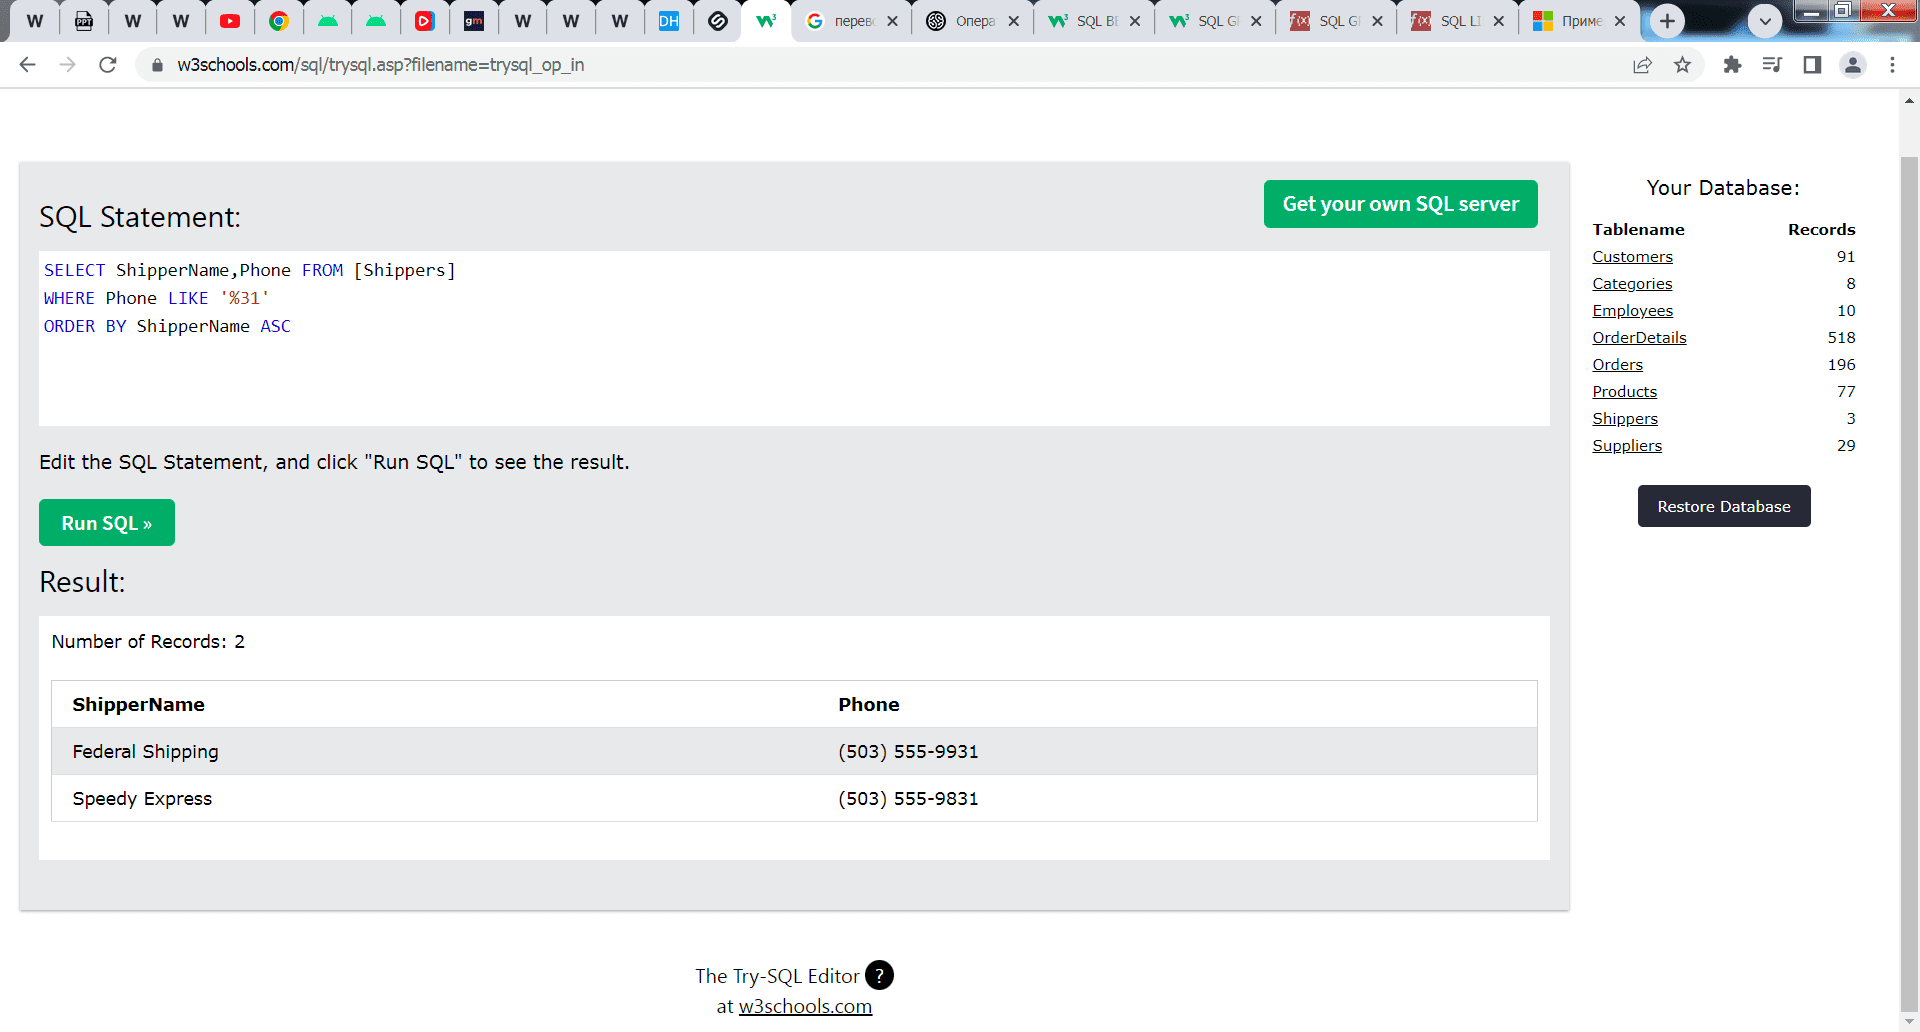 W
PPT
W
W
gm
W
W
W
DH
перев
Опера
SQL BE
SQL GR
SQL GR
SQL LI
Приме
w3schools.com/sql/trysql.asp?filename=trysql_op_in
SQL Statement:
Get your own SQL server
SELECT ShipperName,Phone FROM [Shippers]
WHERE Phone LIKE '%31'
ORDER BY ShipperName ASC
Edit the SQL Statement, and click "Run SQL" to see the result.
Run SQL »
Result:
Number of Records: 2
ShipperName Phone
Federal Shipping (503) 555-9931
Speedy Express (503) 555-9831
Your Database:
Tablename Records
Customers 91
Categories 8
Employees 10
OrderDetails 518
Orders 196
Products 77
Shippers 3
Suppliers 29
Restore Database
The Try-SQL Editor ?
at w3schools.com